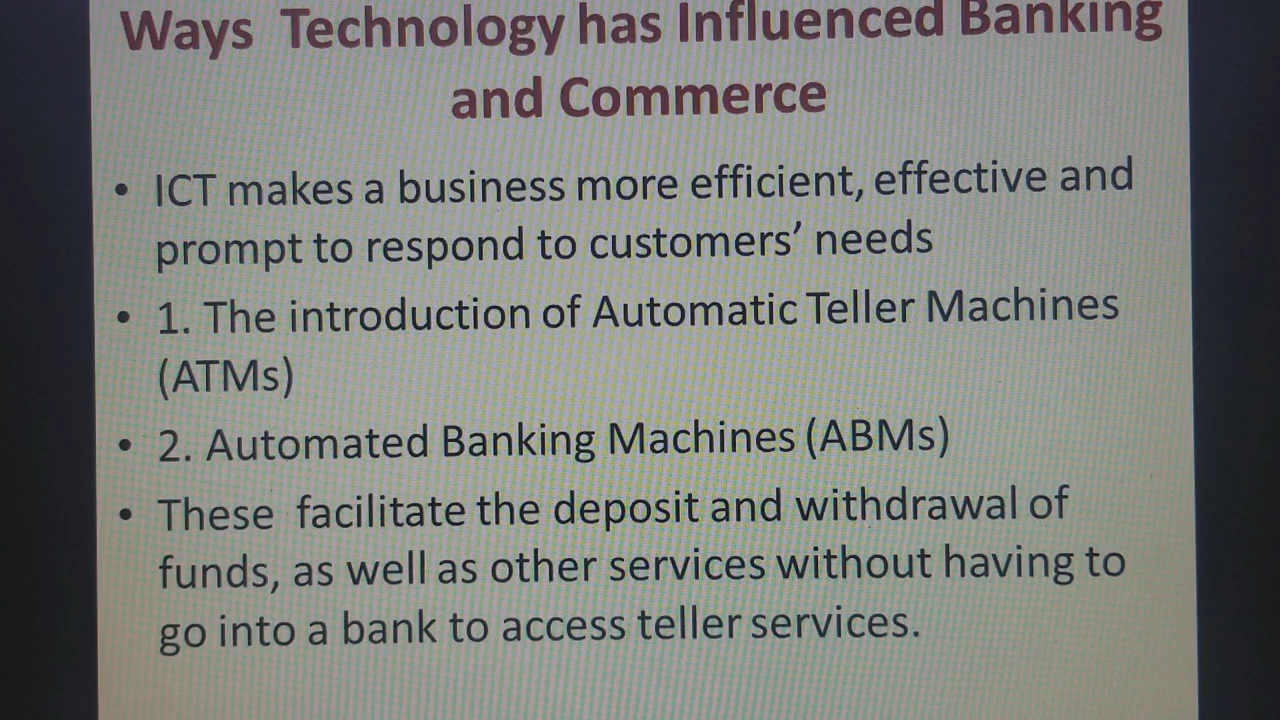 Ways Technology has Influenced Banking
and Commerce
• ICT makes a business more efficient, effective and
prompt to respond to customers’ needs
• 1. The introduction of Automatic Teller Machines
(ATMs)
• 2. Automated Banking Machines (ABMs)
• These facilitate the deposit and withdrawal of
funds, as well as other services without having to
go into a bank to access teller services.